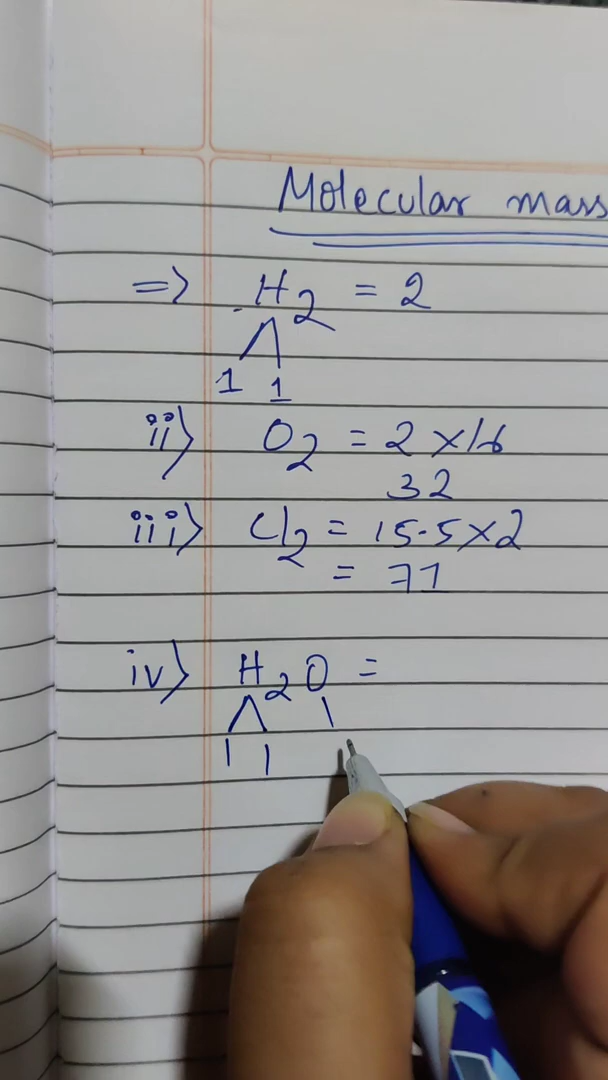 Molecular mass
=> H2 = 2
1 1
ii) O2 = 2 × 16
32
iii) Cl2 = 15.5 × 2
= 71
iv) H2O =
1 1